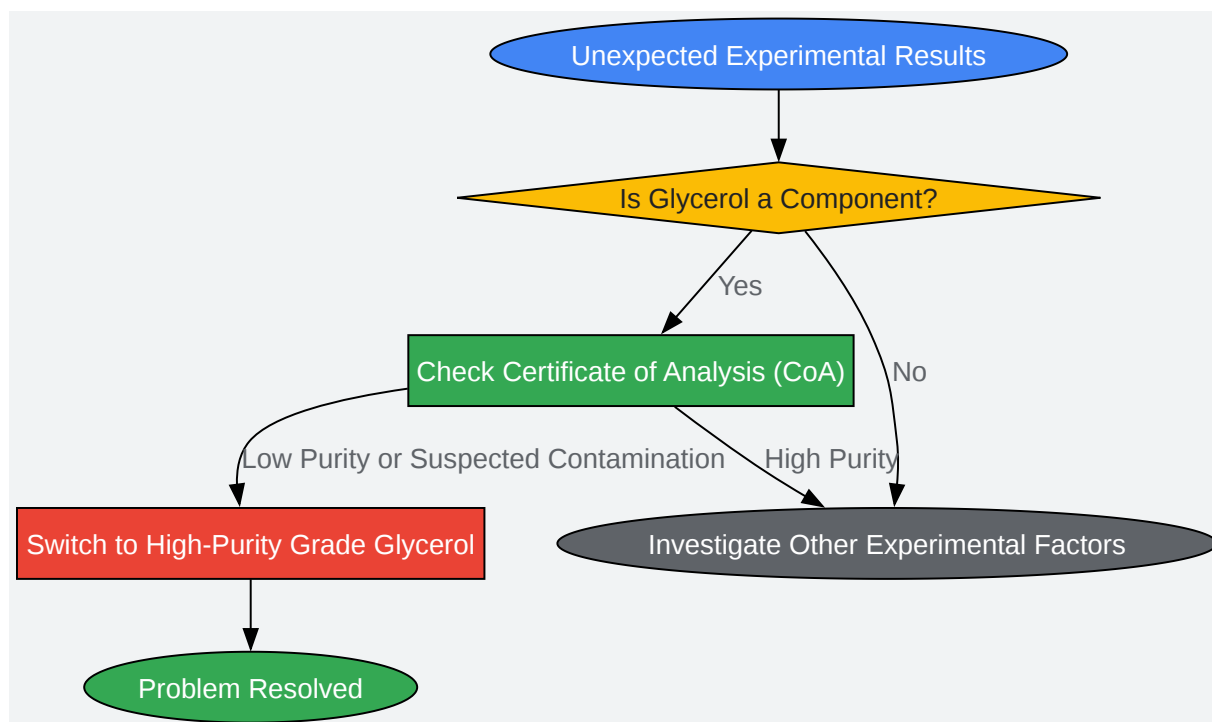 Unexpected Experimental Results
Is Glycerol a Component?
Yes
Check Certificate of Analysis (CoA)
No
Low Purity or Suspected Contamination
High Purity
Switch to High-Purity Grade Glycerol
Investigate Other Experimental Factors
Problem Resolved